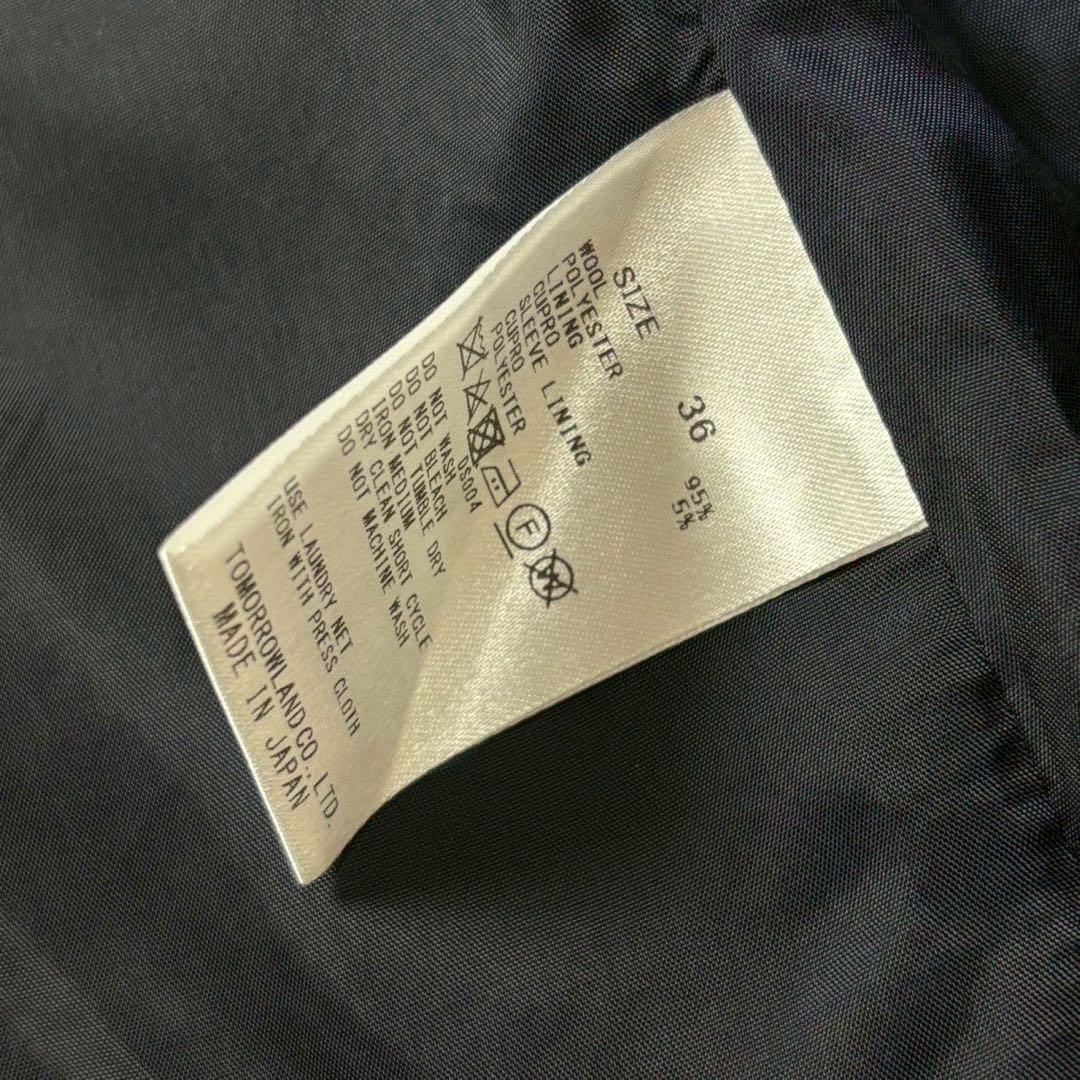 SIZE 36
WOOL 95%
POLYESTER 5%
LINING
CUPRO
SLEEVE LINING
CUPRO
POLYESTER
F
W
DS004
DO NOT WASH
DO NOT BLEACH
DO NOT TUMBLE DRY
IRON MEDIUM
DRY CLEAN SHORT CYCLE
DO NOT MACHINE WASH
USE LAUNDRY NET
IRON WITH PRESS CLOTH
TOMORROWLAND CO.,LTD.
MADE IN JAPAN